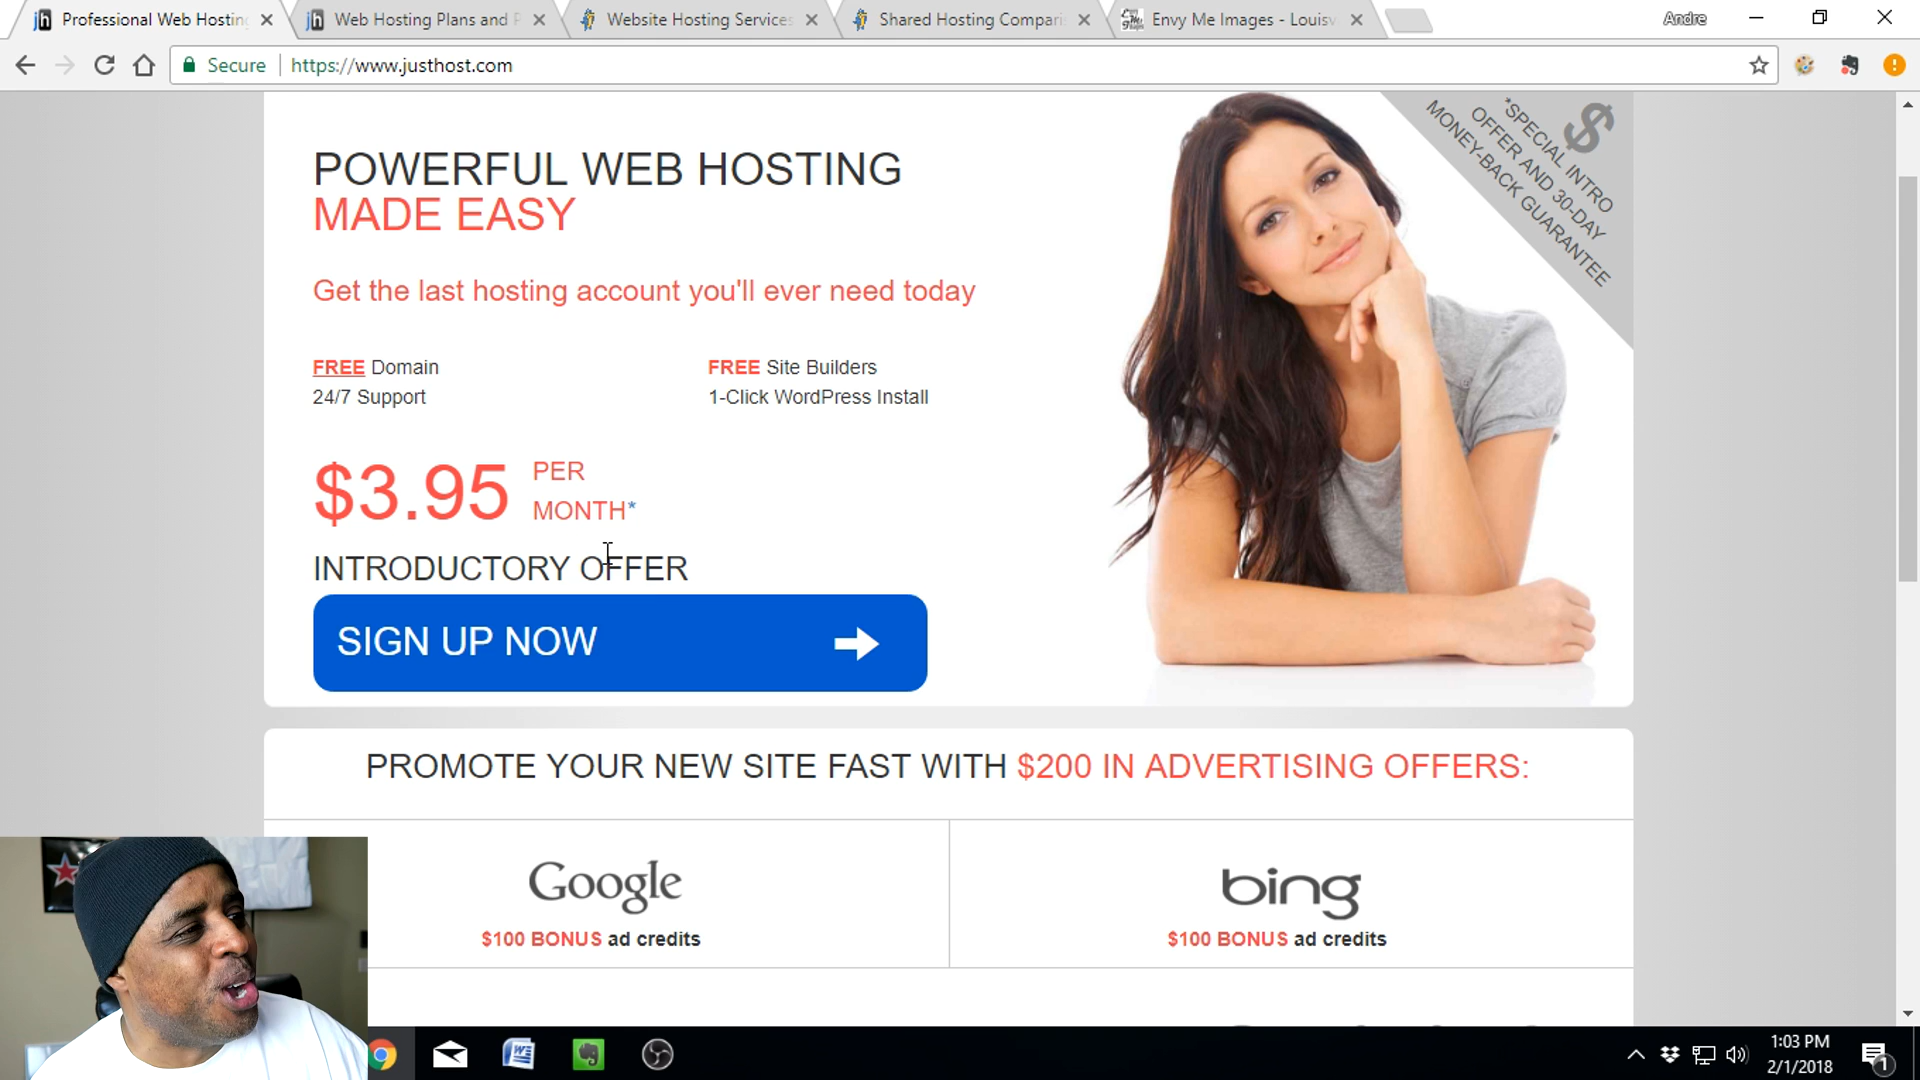 Professional Web Hosting
Web Hosting Plans and P
Website Hosting Services
Shared Hosting Comparis
Envy Me Images - Louisv
Andre
Secure
https://www.justhost.com
POWERFUL WEB HOSTING
MADE EASY
Get the last hosting account you'll ever need today
FREE Domain
FREE Site Builders
24/7 Support
1-Click WordPress Install
$3.95 PER
MONTH*
INTRODUCTORY OFFER
SIGN UP NOW
$
*SPECIAL INTRO
OFFER AND 30-DAY
MONEY-BACK GUARANTEE
PROMOTE YOUR NEW SITE FAST WITH $200 IN ADVERTISING OFFERS:
Google
$100 BONUS ad credits
bing
$100 BONUS ad credits
1:03 PM
2/1/2018
1